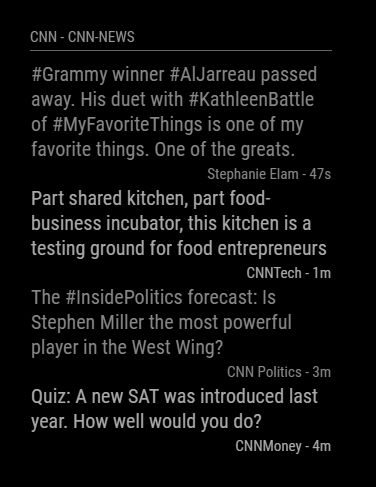 CNN - CNN-NEWS
#Grammy winner #AlJarreau passed
away. His duet with #KathleenBattle
of #MyFavoriteThings is one of my
favorite things. One of the greats.
Stephanie Elam - 47s
Part shared kitchen, part food-
business incubator, this kitchen is a
testing ground for food entrepreneurs
CNNTech - 1m
The #InsidePolitics forecast: Is
Stephen Miller the most powerful
player in the West Wing?
CNN Politics - 3m
Quiz: A new SAT was introduced last
year. How well would you do?
CNNMoney - 4m